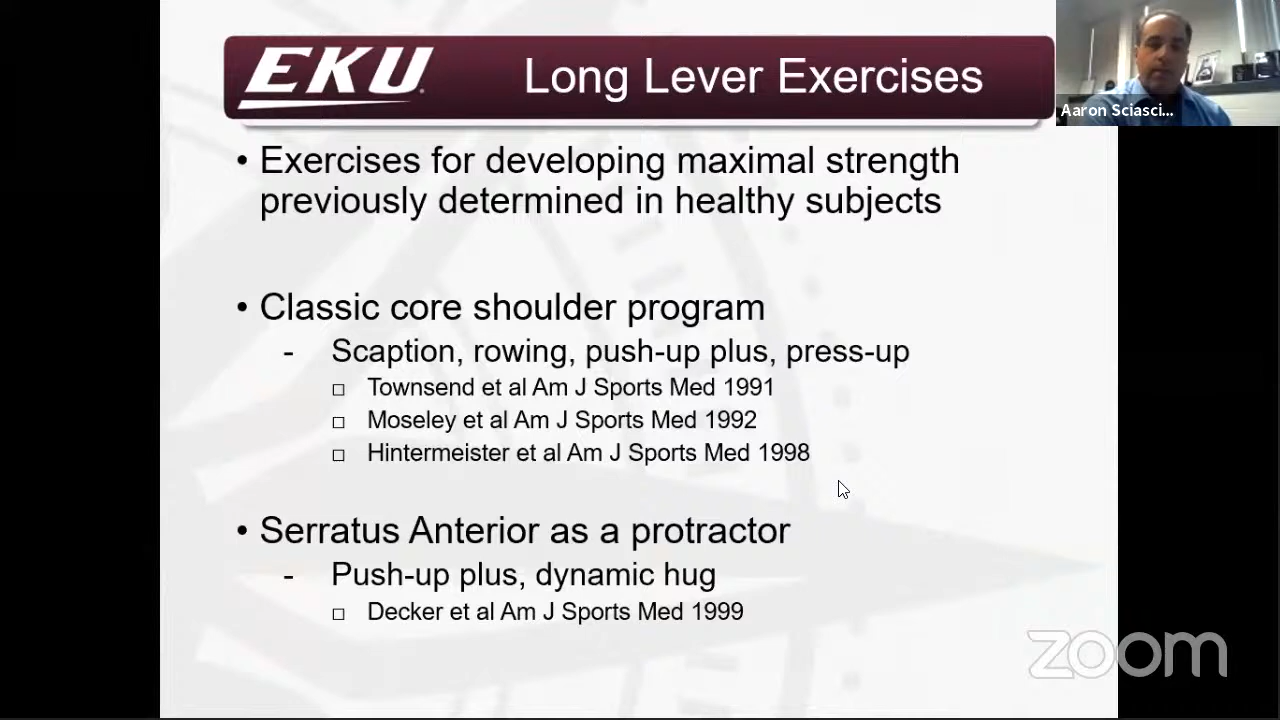 EKU
Long Lever Exercises
Aaron Sciasci...
• Exercises for developing maximal strength
previously determined in healthy subjects
• Classic core shoulder program
- Scaption, rowing, push-up plus, press-up
□ Townsend et al Am J Sports Med 1991
□ Moseley et al Am J Sports Med 1992
□ Hintermeister et al Am J Sports Med 1998
• Serratus Anterior as a protractor
- Push-up plus, dynamic hug
□ Decker et al Am J Sports Med 1999
zoom